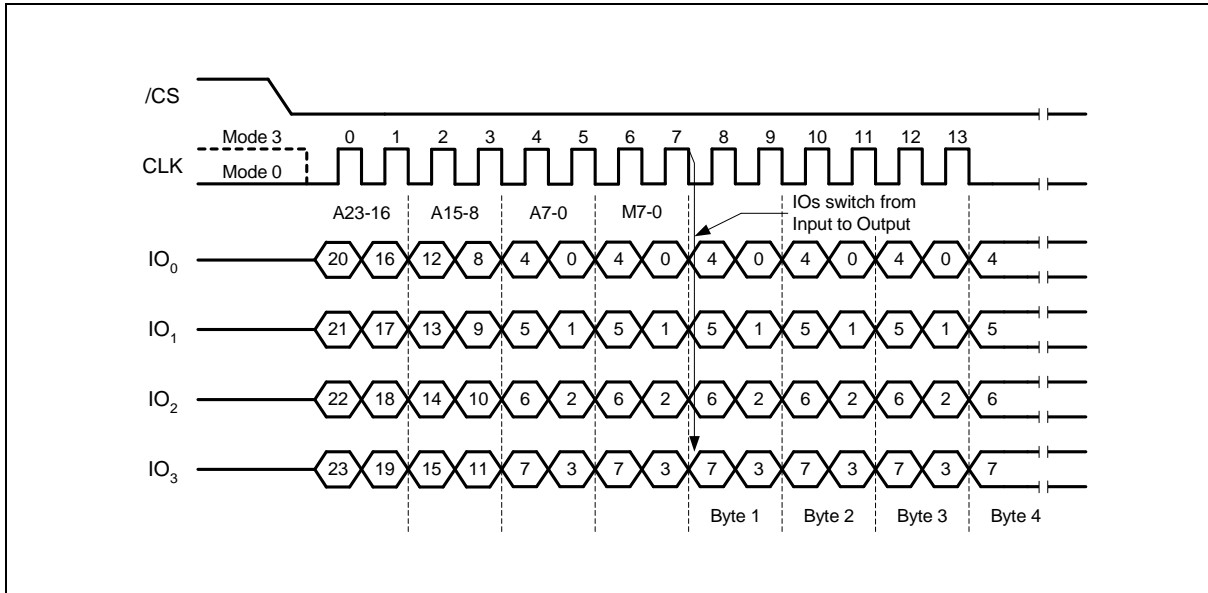 /CS
Mode 3 0 1 2 3 4 5 6 7 8 9 10 11 12 13
CLK Mode 0
A23-16 A15-8 A7-0 M7-0 IOs switch from
Input to Output
IO0 20 16 12 8 4 0 4 0 4 0 4 0 4 0 4
IO1 21 17 13 9 5 1 5 1 5 1 5 1 5 1 5
IO2 22 18 14 10 6 2 6 2 6 2 6 2 6 2 6
IO3 23 19 15 11 7 3 7 3 7 3 7 3 7 3 7
Byte 1 Byte 2 Byte 3 Byte 4